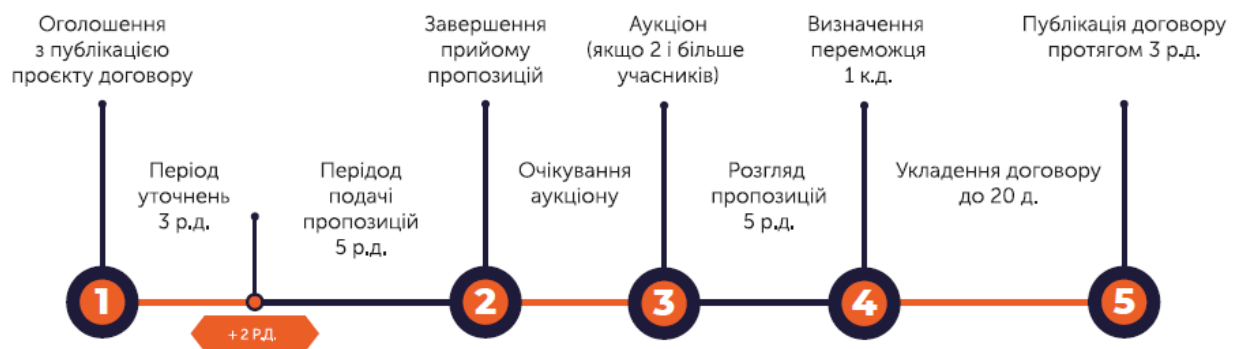 Оголошення
з публікацією
проєкту договору
Завершення
прийому
пропозицій
Аукціон
(якщо 2 і більше
учасників)
Визначення
переможця
1 к.д.
Публікація договору
протягом 3 р.д.
Період
уточнень
3 р.д.
Перідод
подачі
пропозицій
5 р.д.
Очікування
аукціону
Розгляд
пропозицій
5 р.д.
Укладення договору
до 20 д.
1
2
3
4
5
+ 2 Р.Д.